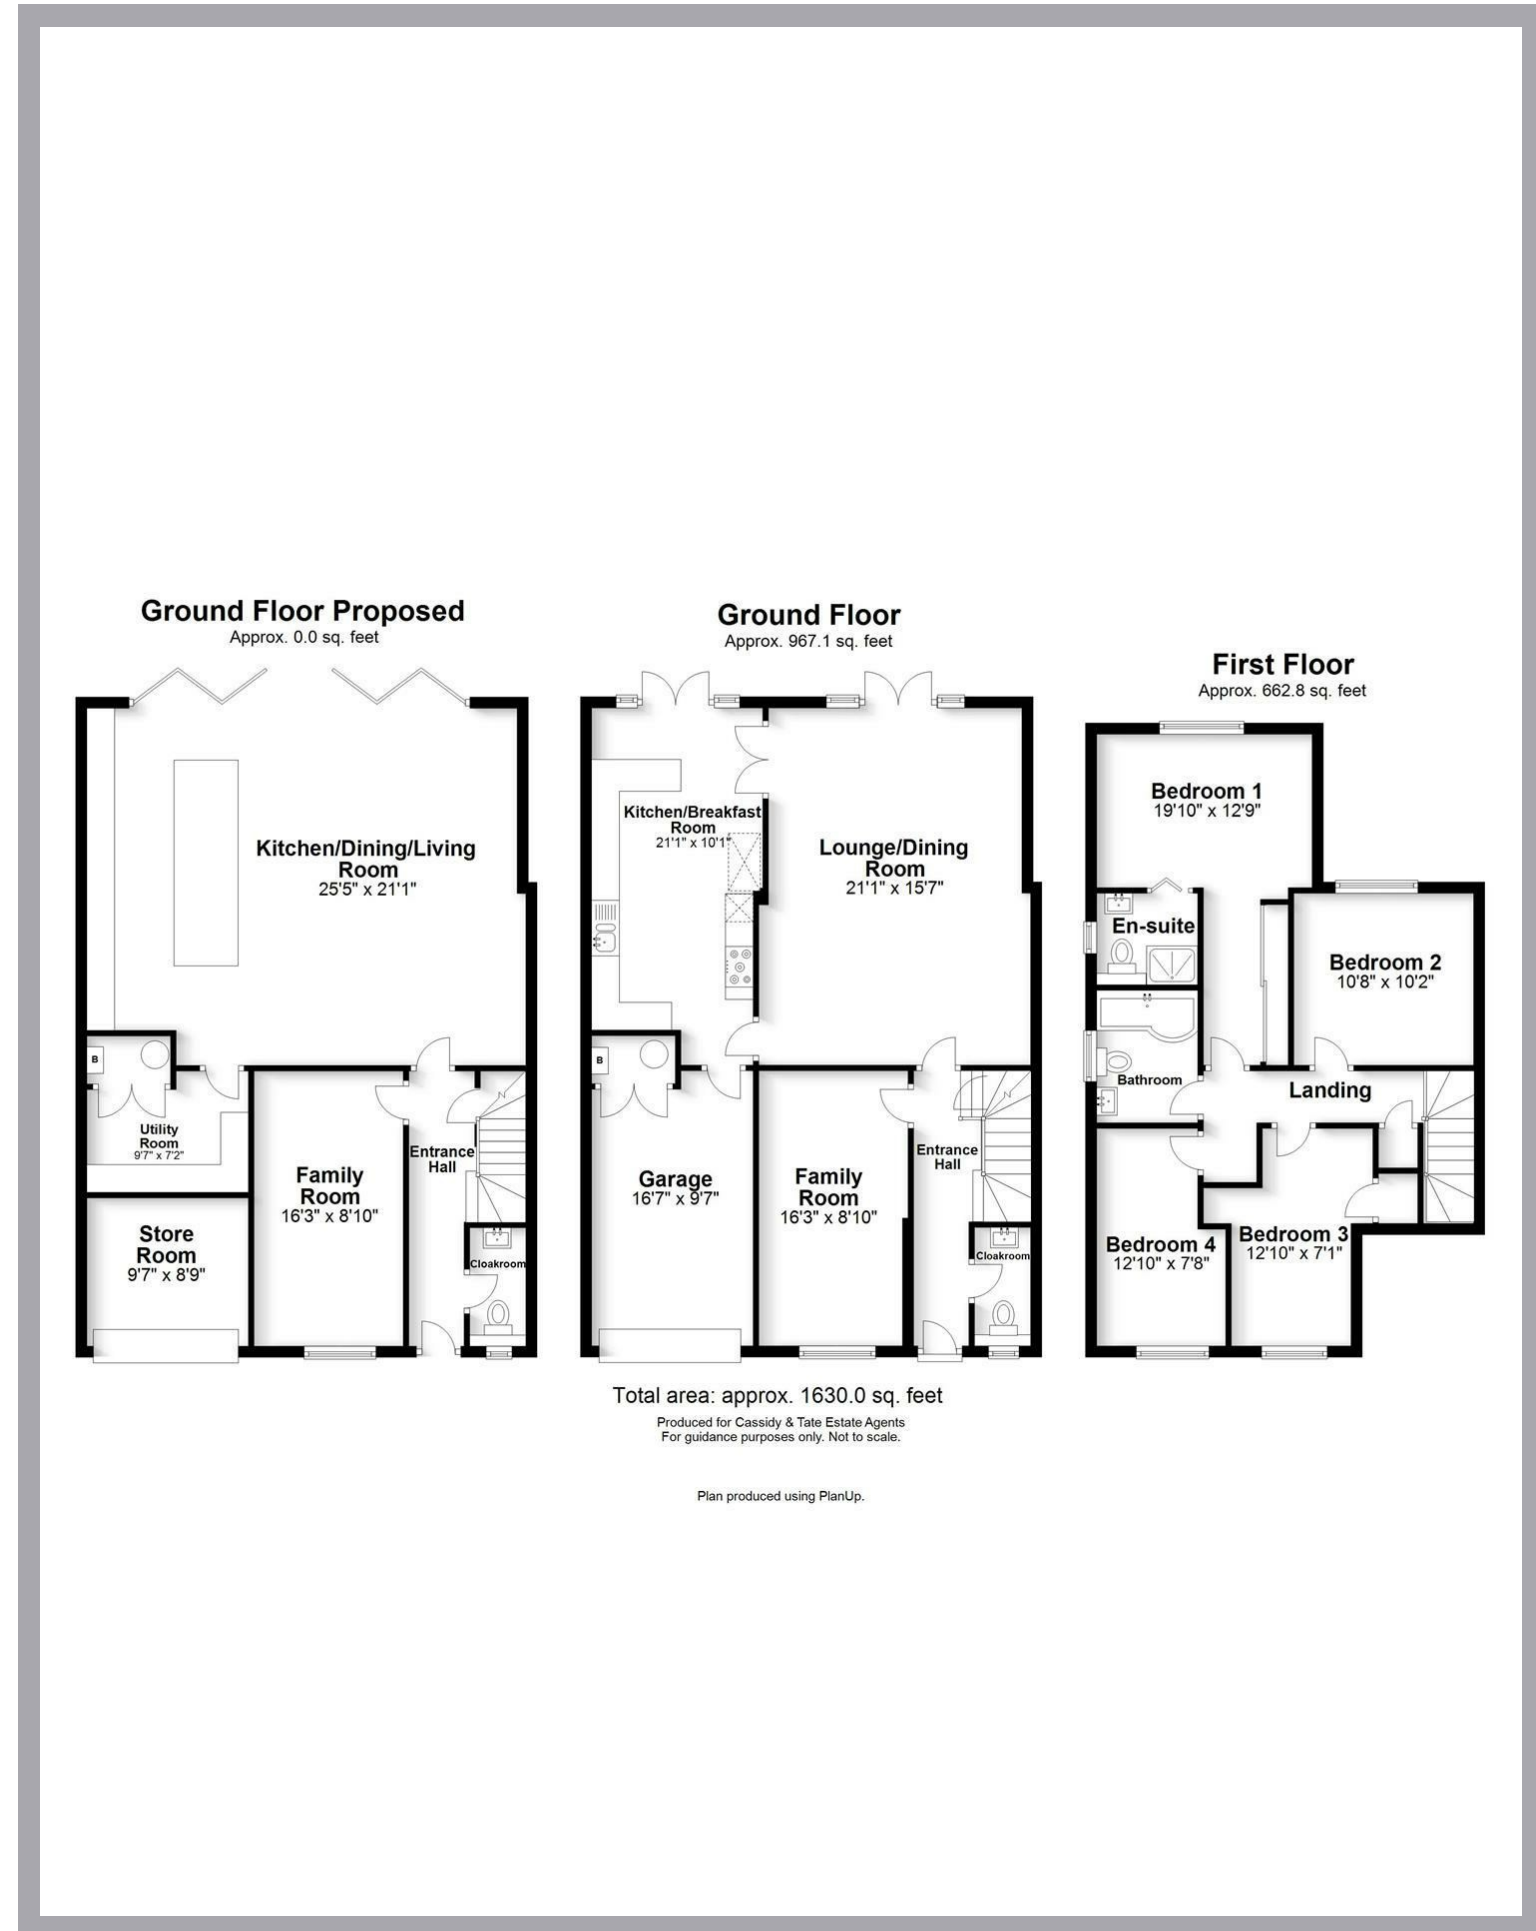 Ground Floor Proposed
Approx. 0.0 sq. feet
Kitchen/Dining/Living
Room
25'5" x 21'1"
B
Utility
Room
9'7" x 7'2"
Store
Room
9'7" x 8'9"
Family
Room
16'3" x 8'10"
Entrance
Hall
Cloakroom
Ground Floor
Approx. 967.1 sq. feet
Kitchen/Breakfast
Room
21'1" x 10'1"
Lounge/Dining
Room
21'1" x 15'7"
B
Garage
16'7" x 9'7"
Family
Room
16'3" x 8'10"
Entrance
Hall
Cloakroom
First Floor
Approx. 662.8 sq. feet
Bedroom 1
19'10" x 12'9"
En-suite
Bedroom 2
10'8" x 10'2"
Bathroom
Landing
Bedroom 4
12'10" x 7'8"
Bedroom 3
12'10" x 7'1"
Total area: approx. 1630.0 sq. feet
Produced for Cassidy & Tate Estate Agents
For guidance purposes only. Not to scale.
Plan produced using PlanUp.